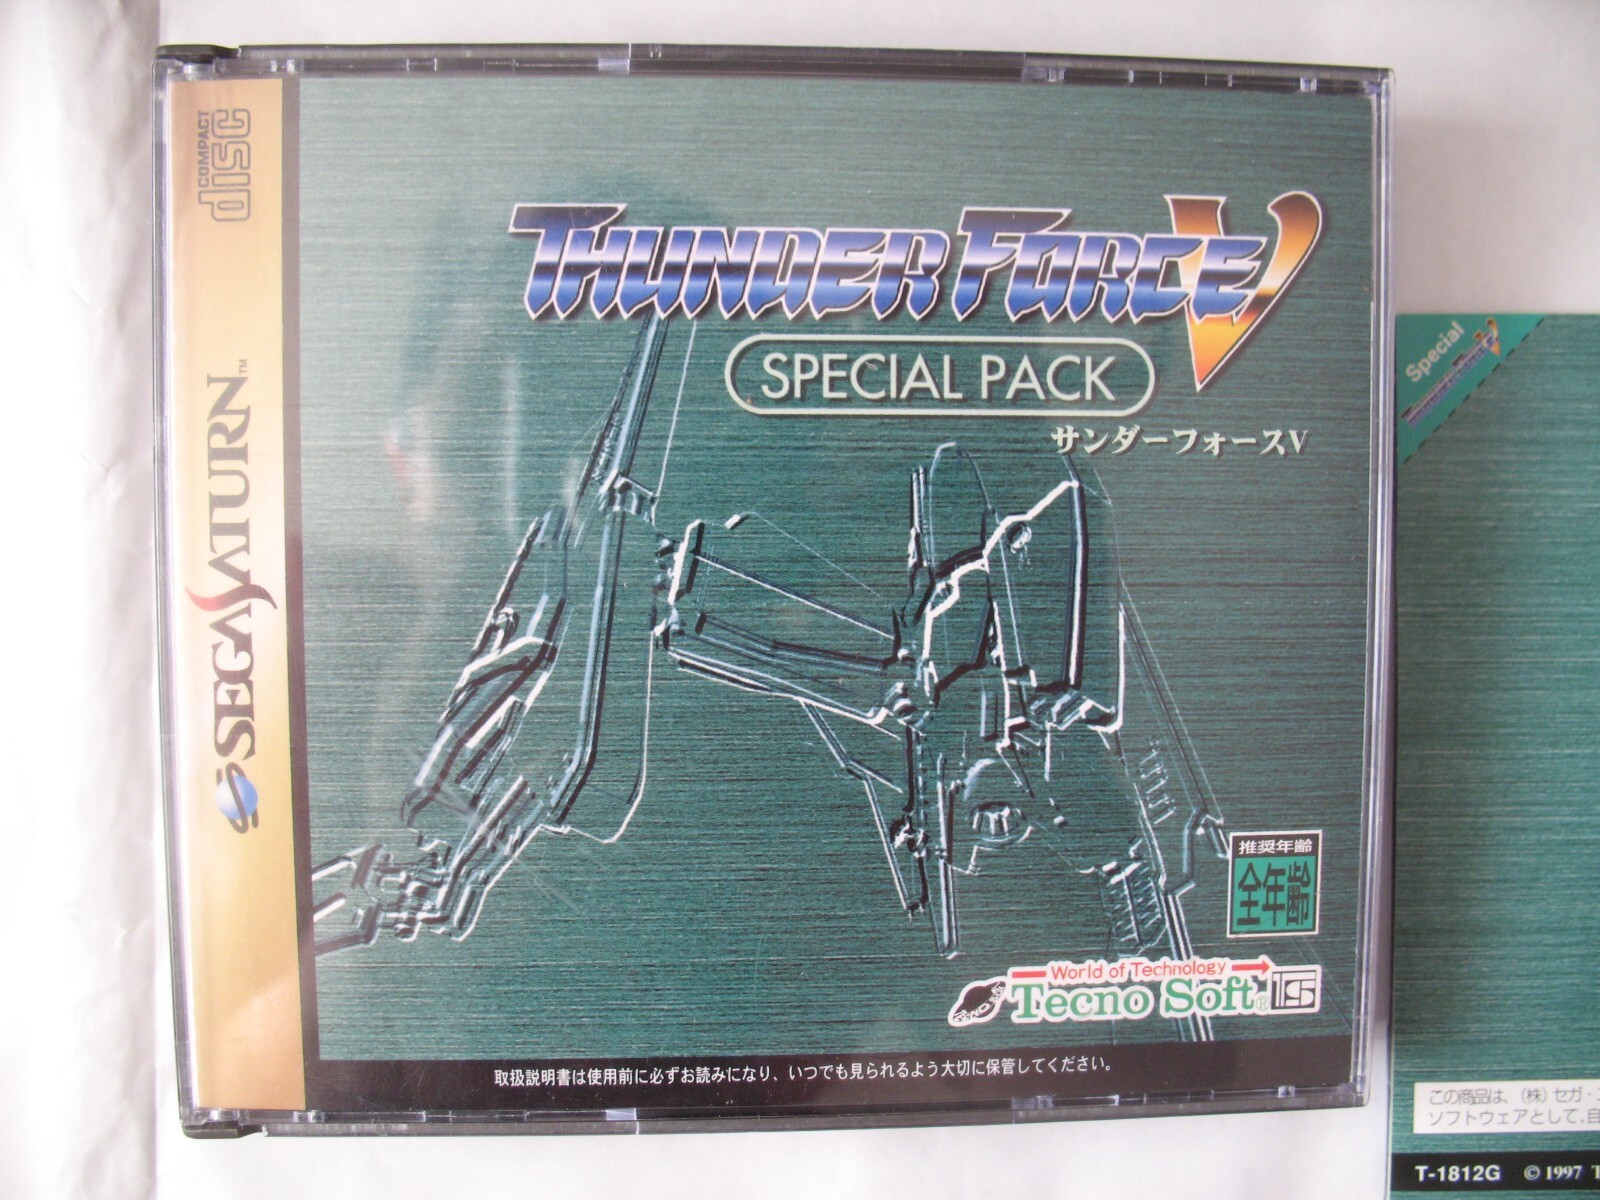 COMPACT
disc
SEGA SATURN™
THUNDER FORCE V
SPECIAL PACK
サンダーフォースV
推奨年齢
全年齢
World of Technology
Tecno Soft® TS
取扱説明書は使用前に必ずお読みになり、いつでも見られるよう大切に保管してください。
Special
THUNDER FORCE V
この商品は、(株)セガ・
ソフトウェアとして、自
T-1812G © 1997 T